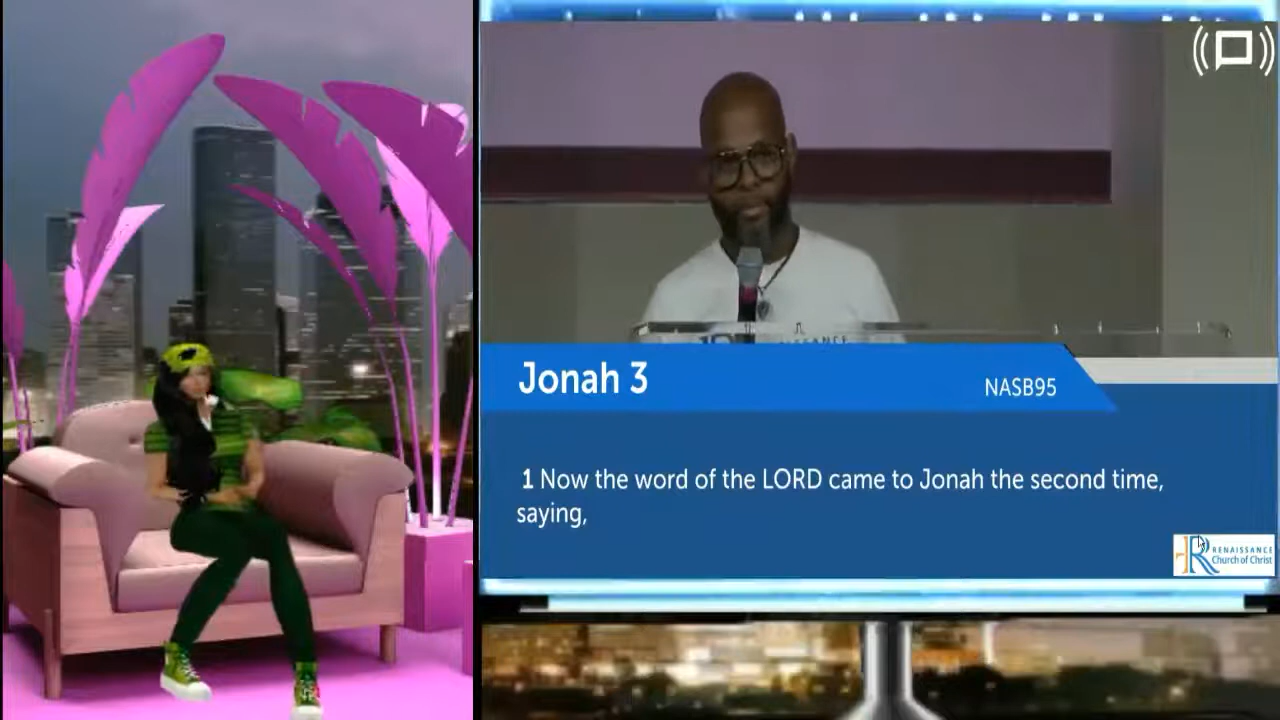 Jonah 3
NASB95
1 Now the word of the LORD came to Jonah the second time,
saying,
RENAISSANCE
Church of Christ